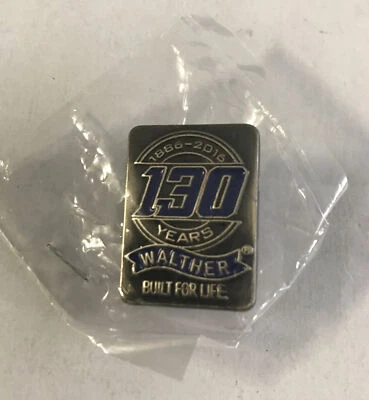 1886-2016
130
YEARS
WALTHER®
BUILT FOR LIFE